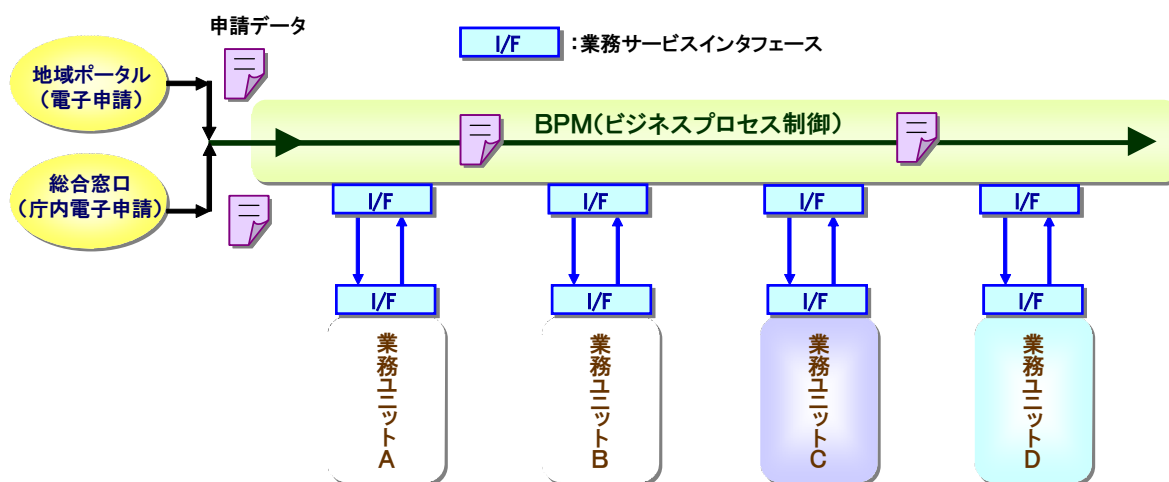 申請データ
I/F
:業務サービスインタフェース
地域ポータル
(電子申請)
BPM(ビジネスプロセス制御)
総合窓口
(庁内電子申請)
I/F
I/F
I/F
I/F
I/F
I/F
I/F
I/F
業務ユニットA
業務ユニットB
業務ユニットC
業務ユニットD